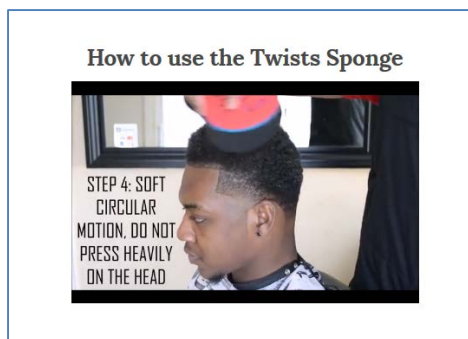 How to use the Twists Sponge
STEP 4: SOFT
CIRCULAR
MOTION, DO NOT
PRESS HEAVILY
ON THE HEAD